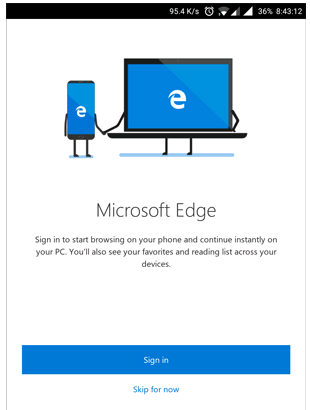 95.4 K/s 36% 8:43:12
Microsoft Edge
Sign in to start browsing on your phone and continue instantly on
your PC. You'll also see your favorites and reading list across your
devices.
Sign in
Skip for now